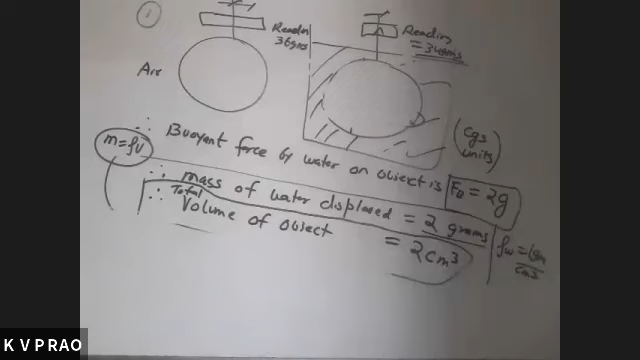 ①
Reading
36gms
Reading
= 34gms
Air
(cgs
units)
∴ Buoyant force by water on object is F_B = 2g
m=ρv
∴ mass of water displaced = 2 grams
ρw = 1gm/cm³
∴ Total Volume of object = 2cm³
K V P RAO